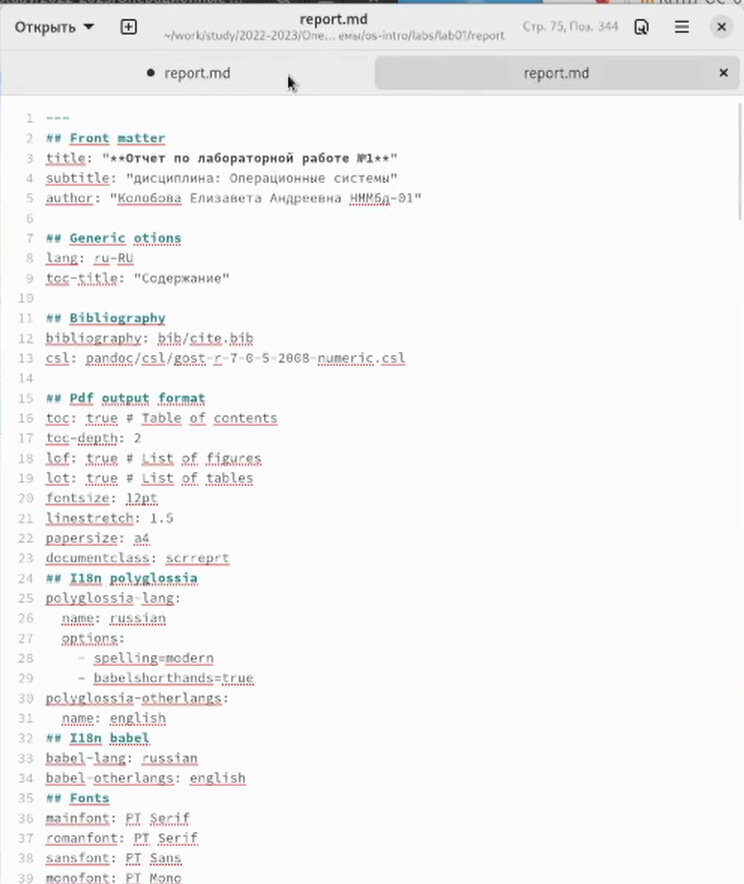 Открыть
report.md
~/work/study/2022-2023/Опе… емы/os-intro/labs/lab01/report
Стр. 75, Поз. 344
report.md
report.md
1 ---
2 ## Front matter
3 title: "**Отчет по лабораторной работе №1**"
4 subtitle: "дисциплина: Операционные системы"
5 author: "Колобова Елизавета Андреевна НММбд-01"
6
7 ## Generic otions
8 lang: ru-RU
9 toc-title: "Содержание"
10
11 ## Bibliography
12 bibliography: bib/cite.bib
13 csl: pandoc/csl/gost-r-7-0-5-2008-numeric.csl
14
15 ## Pdf output format
16 toc: true # Table of contents
17 toc-depth: 2
18 lof: true # List of figures
19 lot: true # List of tables
20 fontsize: 12pt
21 linestretch: 1.5
22 papersize: a4
23 documentclass: scrreprt
24 ## I18n polyglossia
25 polyglossia-lang:
26 name: russian
27 options:
28 - spelling=modern
29 - babelshorthands=true
30 polyglossia-otherlangs:
31 name: english
32 ## I18n babel
33 babel-lang: russian
34 babel-otherlangs: english
35 ## Fonts
36 mainfont: PT Serif
37 romanfont: PT Serif
38 sansfont: PT Sans
39 monofont: PT Mono